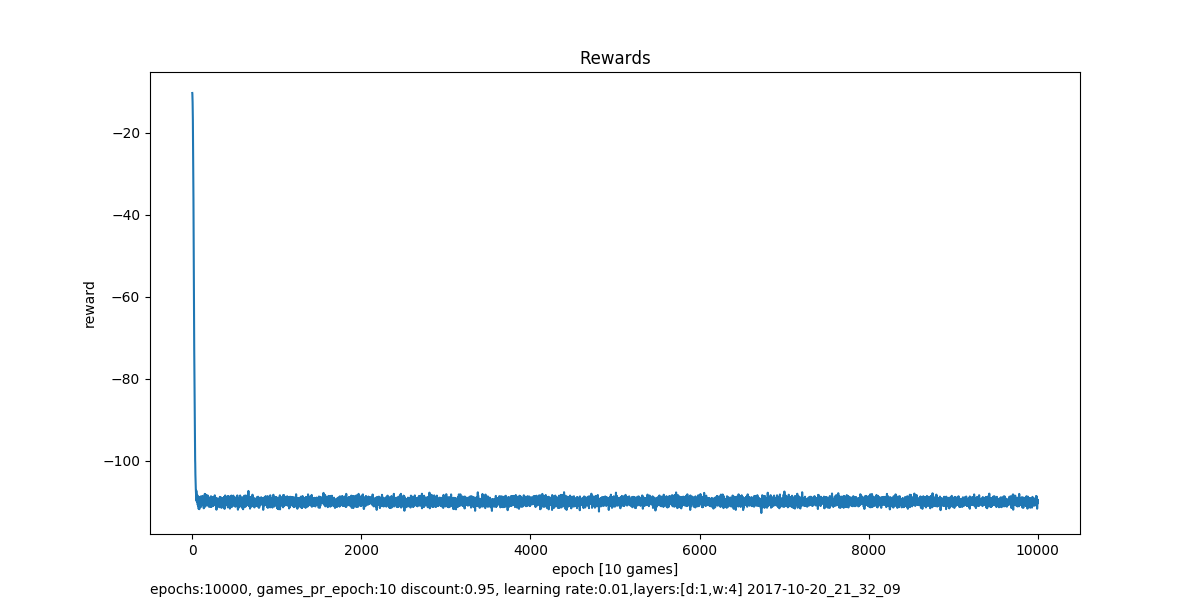 Rewards
−20
−40
−60
−80
−100
reward
0 2000 4000 6000 8000 10000
epoch [10 games]
epochs:10000, games_pr_epoch:10 discount:0.95, learning rate:0.01,layers:[d:1,w:4] 2017-10-20_21_32_09